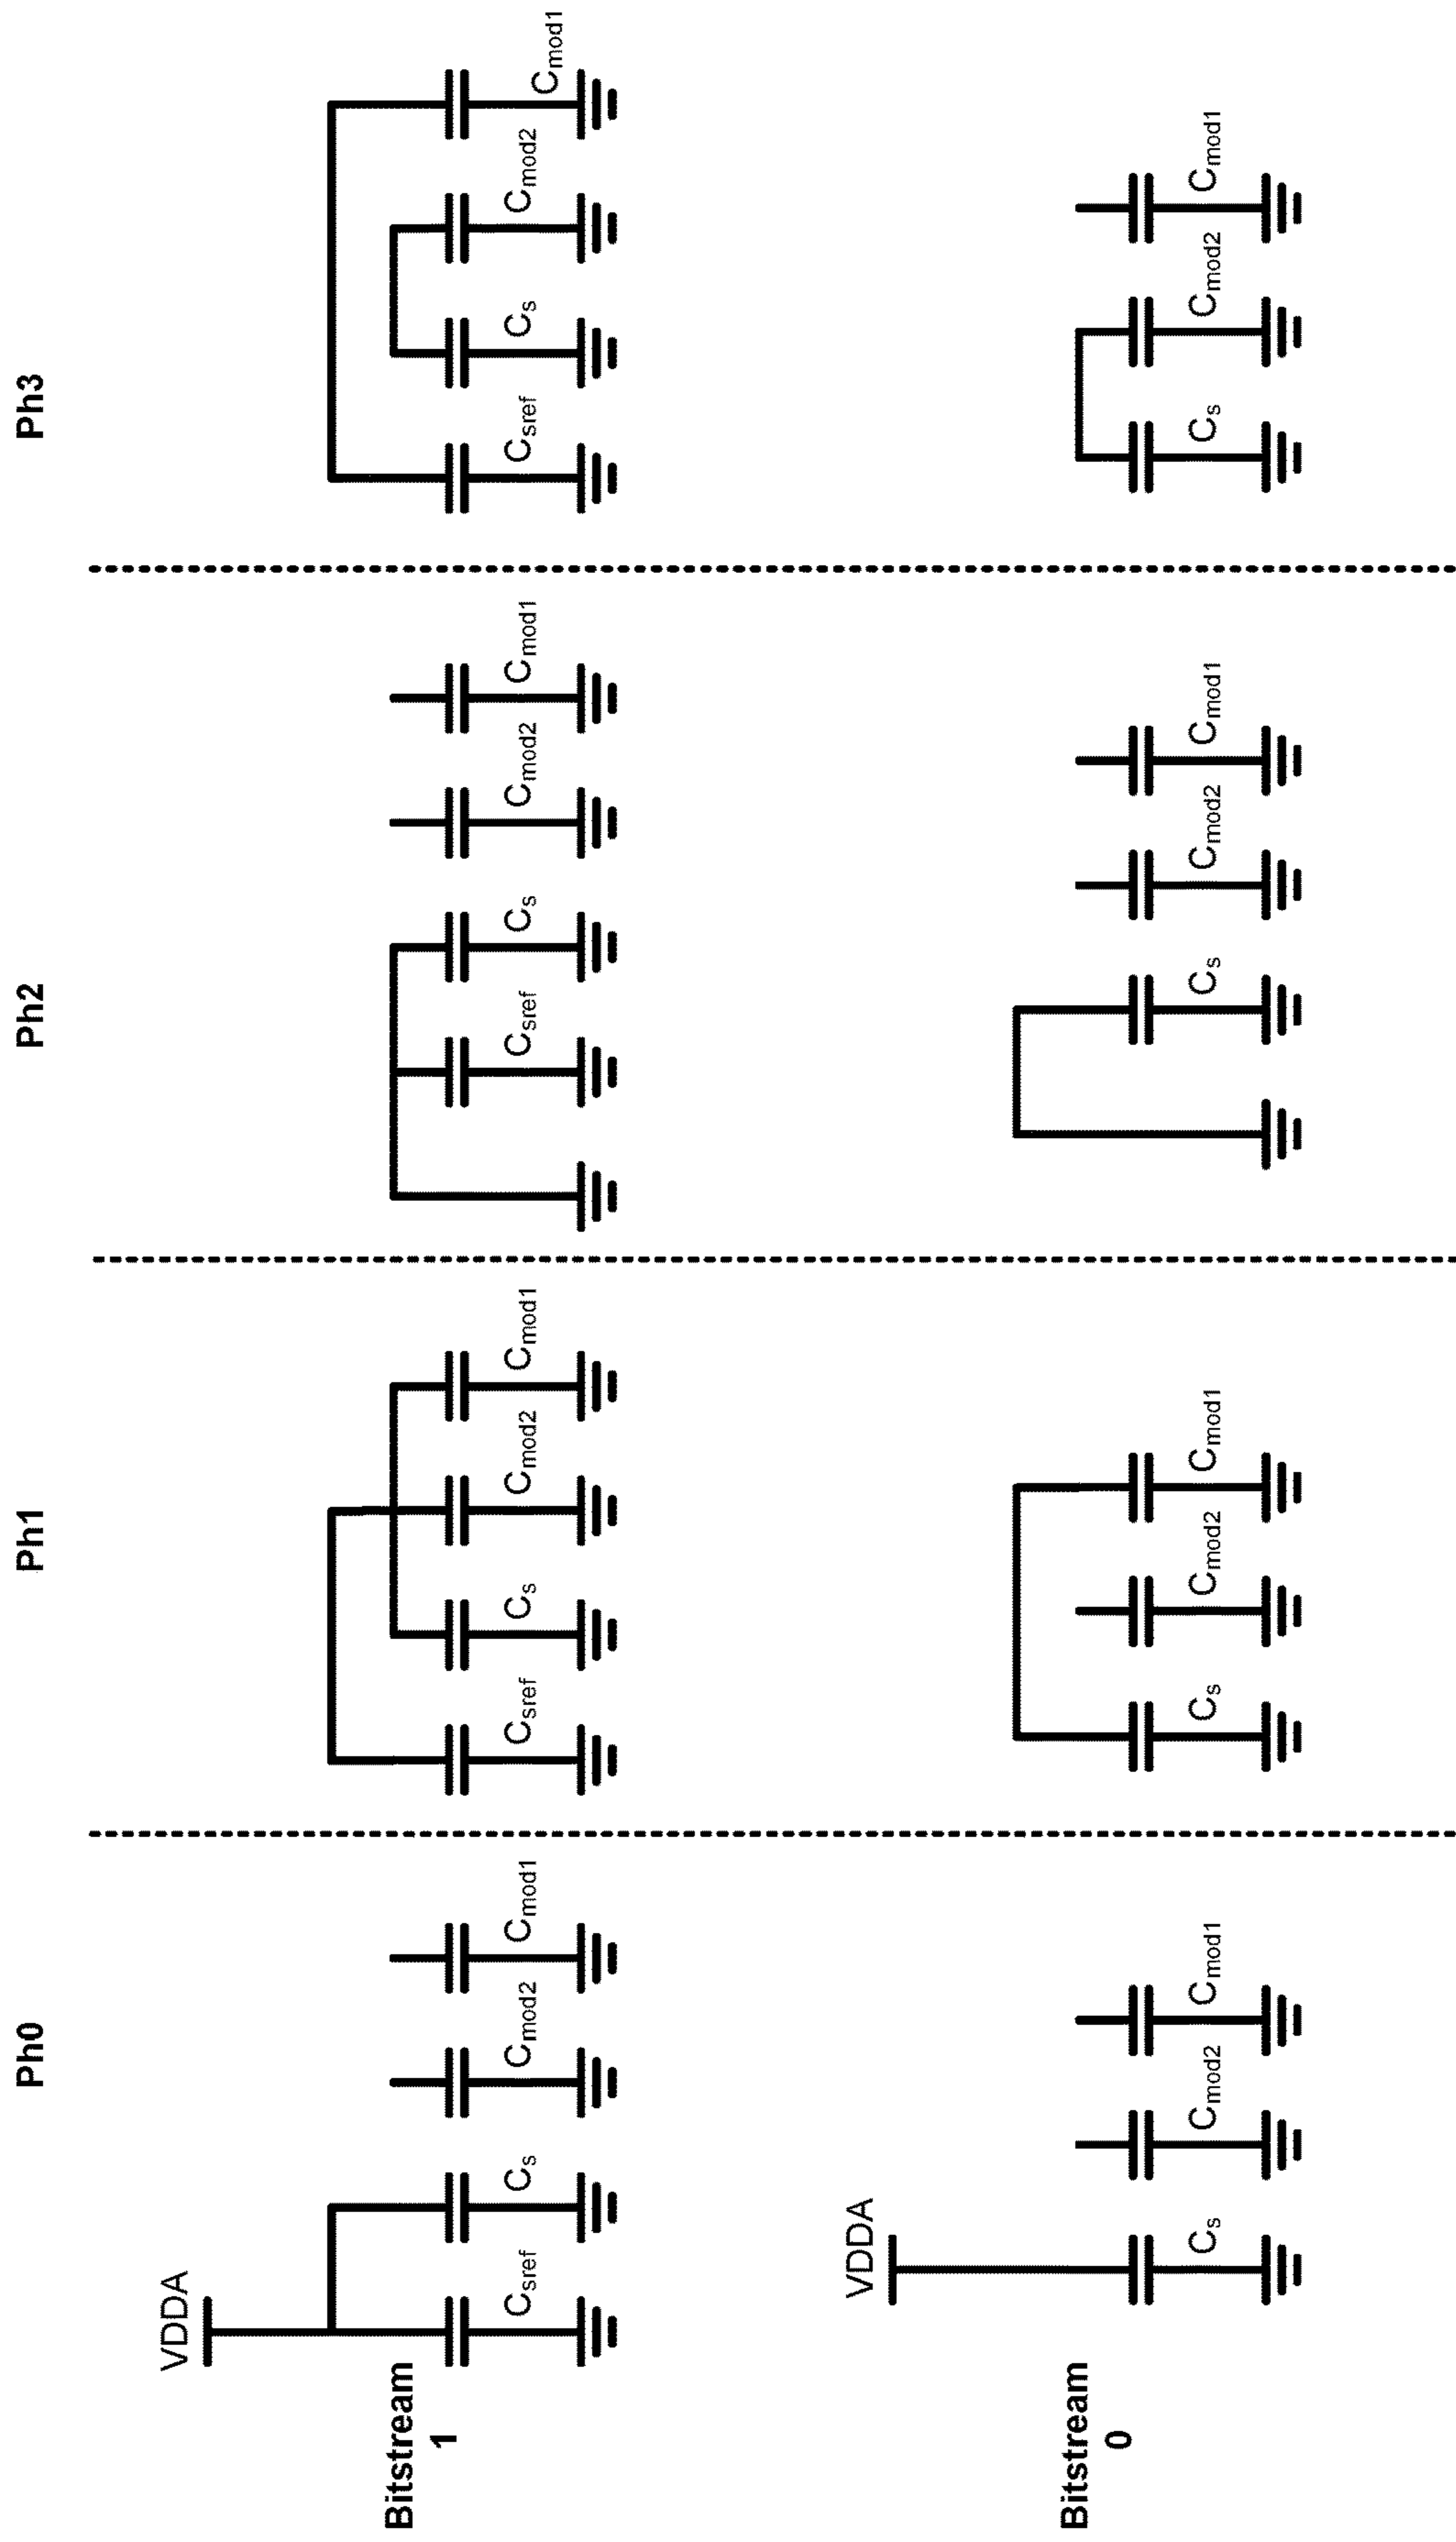 Ph0 Ph1 Ph2 Ph3
VDDA
Bitstream
1
Csref Cs Cmod2 Cmod1 Csref Cs Cmod2 Cmod1 Csref Cs Cmod2 Cmod1 Csref Cs Cmod2 Cmod1
VDDA
Bitstream
0
Cs Cmod2 Cmod1 Cs Cmod2 Cmod1 Cs Cmod2 Cmod1 Cs Cmod2 Cmod1